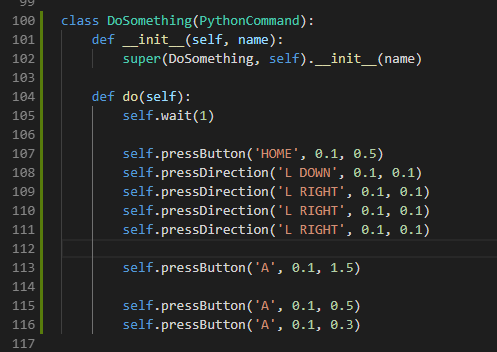 99
100 class DoSomething(PythonCommand):
101     def __init__(self, name):
102         super(DoSomething, self).__init__(name)
103
104     def do(self):
105         self.wait(1)
106
107         self.pressButton('HOME', 0.1, 0.5)
108         self.pressDirection('L DOWN', 0.1, 0.1)
109         self.pressDirection('L RIGHT', 0.1, 0.1)
110         self.pressDirection('L RIGHT', 0.1, 0.1)
111         self.pressDirection('L RIGHT', 0.1, 0.1)
112
113         self.pressButton('A', 0.1, 1.5)
114
115         self.pressButton('A', 0.1, 0.5)
116         self.pressButton('A', 0.1, 0.3)
117